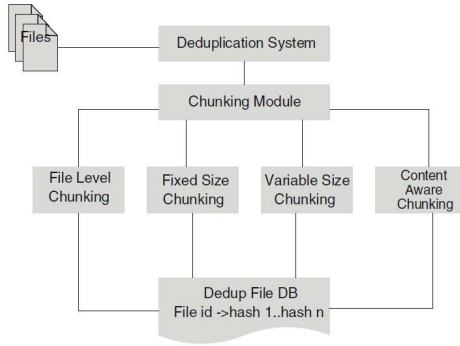 Files
Deduplication System
Chunking Module
File Level
Chunking
Fixed Size
Chunking
Variable Size
Chunking
Content
Aware
Chunking
Dedup File DB
File id ->hash 1..hash n